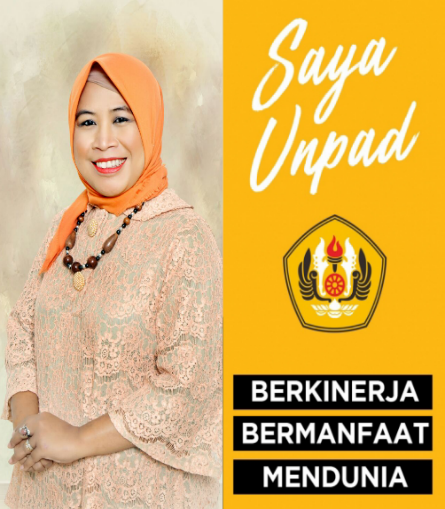 Saya
Unpad
BERKINERJA
BERMANFAAT
MENDUNIA